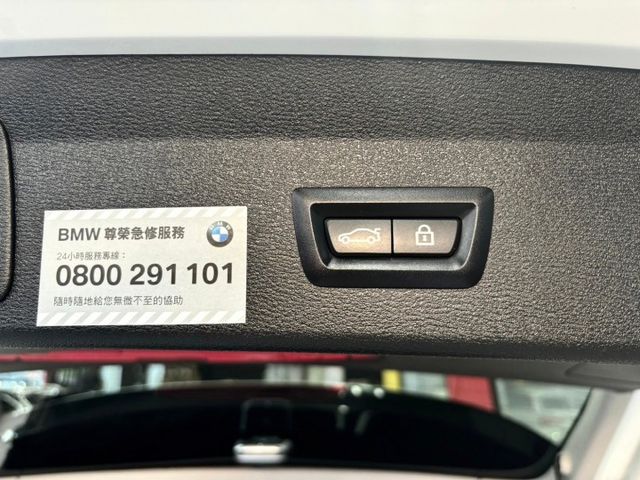 BMW 尊榮急修服務
24小時服務專線：
0800 291 101
隨時隨地給您無微不至的協助